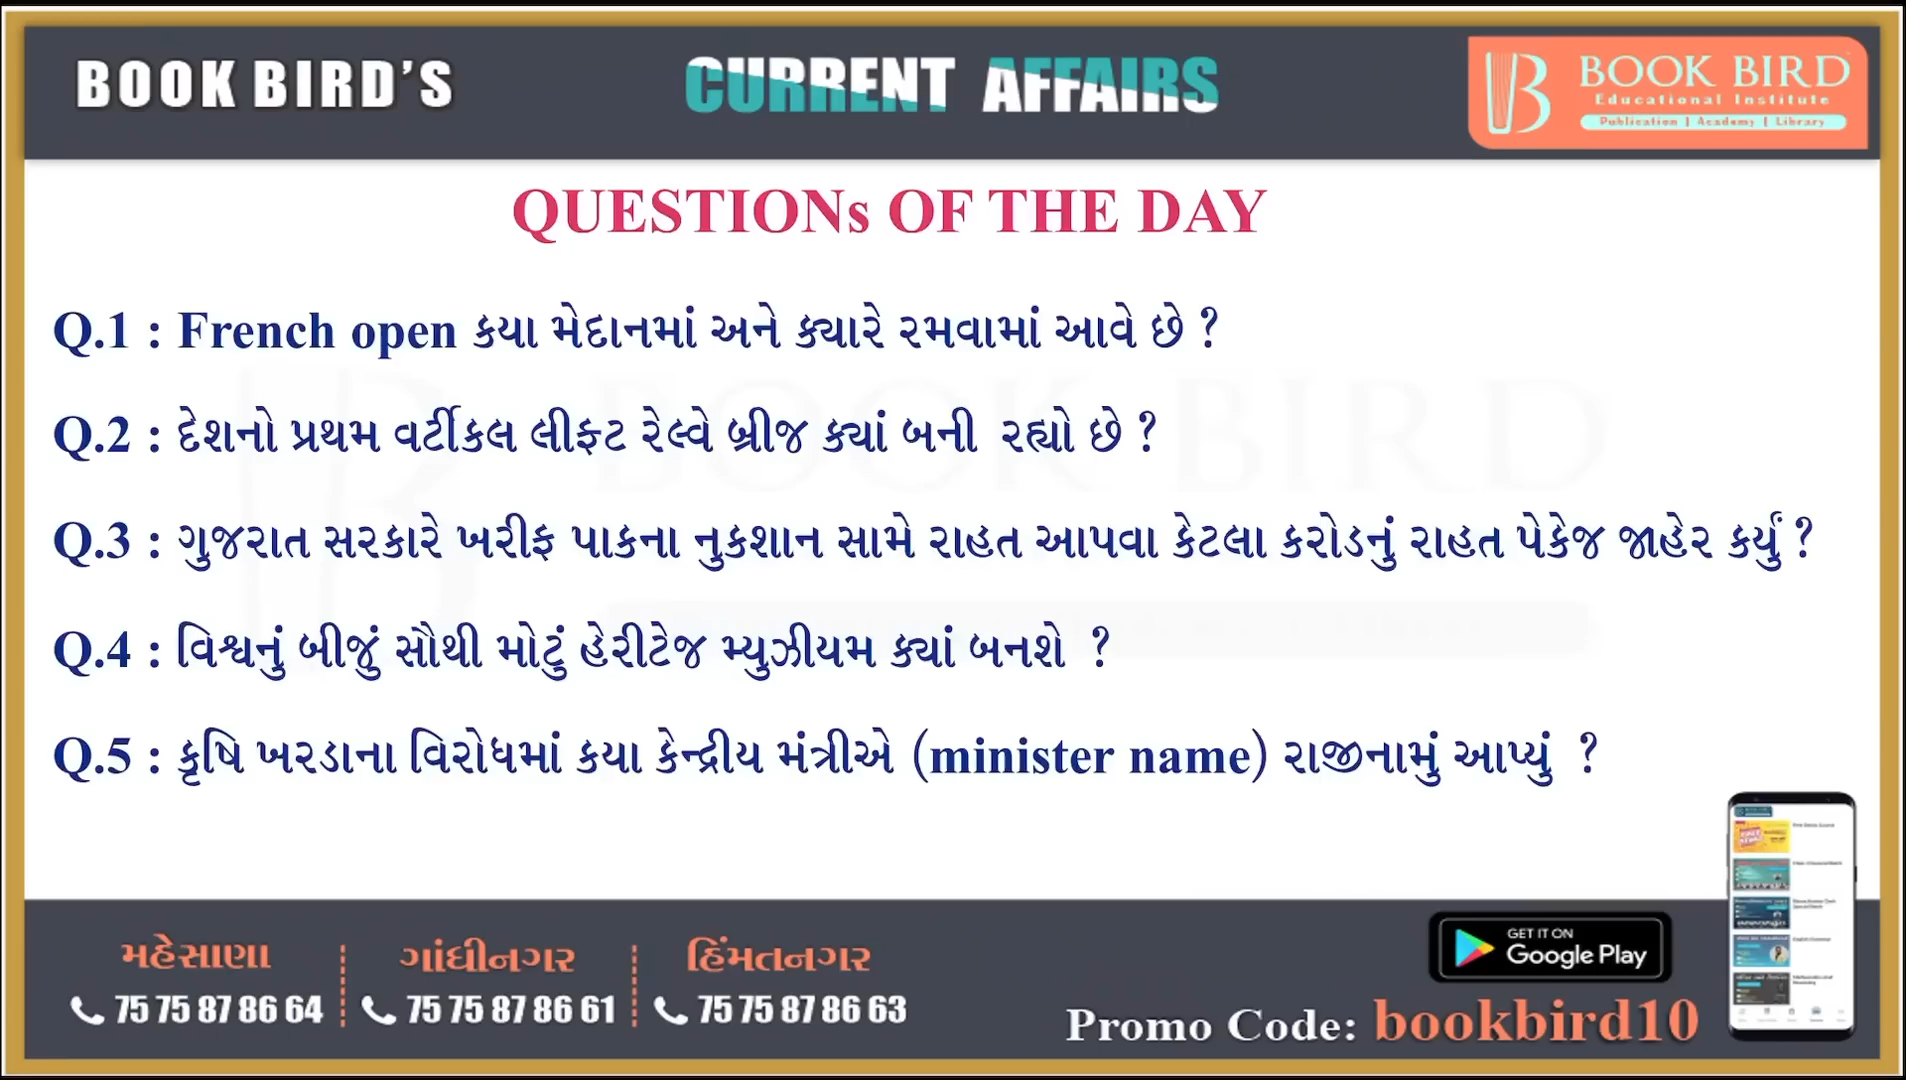 BOOK BIRD'S CURRENT AFFAIRS
BOOK BIRD
Educational Institute
Publication | Academy | Library
QUESTIONs OF THE DAY
Q.1 : French open કયા મેદાનમાં અને ક્યારે રમવામાં આવે છે ?
Q.2 : દેશનો પ્રથમ વર્ટીકલ લીફ્ટ રેલ્વે બ્રીજ ક્યાં બની રહ્યો છે ?
Q.3 : ગુજરાત સરકારે ખરીફ પાકના નુકશાન સામે રાહત આપવા કેટલા કરોડનું રાહત પેકેજ જાહેર કર્યું ?
Q.4 : વિશ્વનું બીજું સૌથી મોટું હેરીટેજ મ્યુઝીયમ ક્યાં બનશે ?
Q.5 : કૃષિ ખરડાના વિરોધમાં કયા કેન્દ્રીય મંત્રીએ (minister name) રાજીનામું આપ્યું ?
મહેસાણા ગાંધીનગર હિંમતનગર
75 75 87 86 64 75 75 87 86 61 75 75 87 86 63
GET IT ON
Google Play
Promo Code: bookbird10